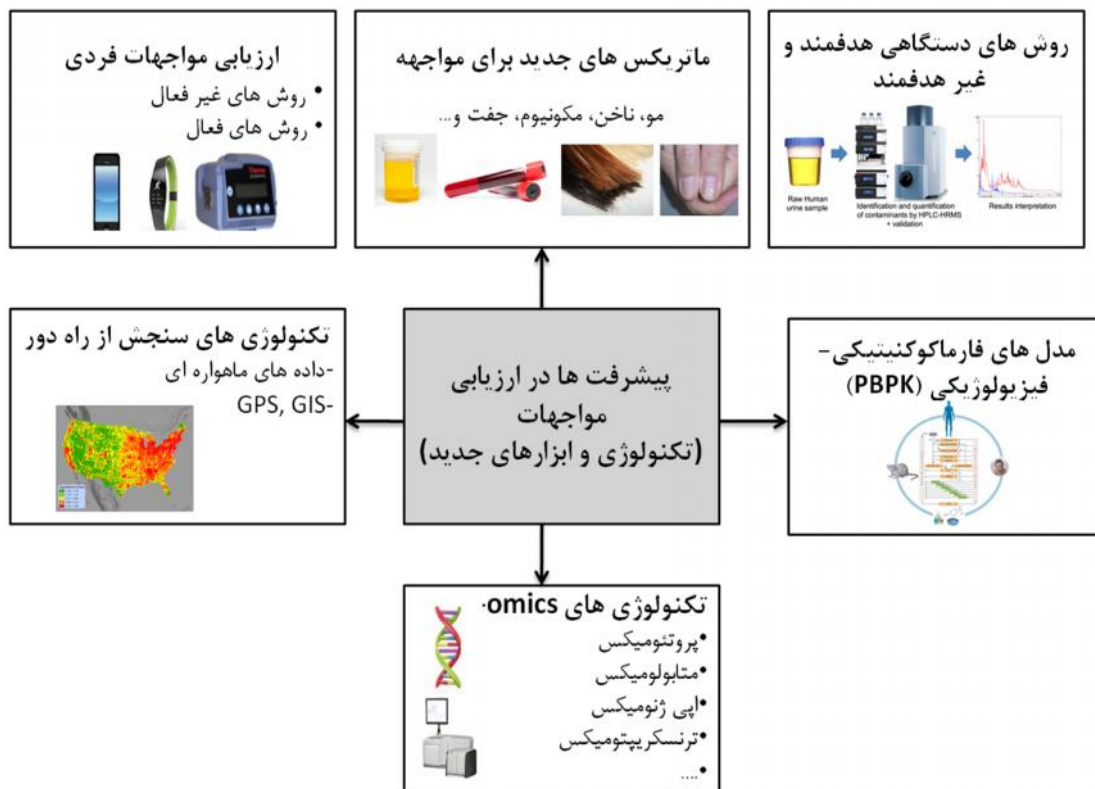 ارزیابی مواجهات فردی
• روش های غیر فعال
• روش های فعال
ماتریکس های جدید برای مواجهه
مو، ناخن، مکونیوم، جفت و...
روش های دستگاهی هدفمند و
غیر هدفمند
Raw Human
urine sample
Identification and quantification
of contaminants by HPLC-HRMS
+ validation
Results interpretation
تکنولوژی های سنجش از راه دور
-داده های ماهواره ای
-GPS, GIS
پیشرفت ها در ارزیابی
مواجهات
(تکنولوژی و ابزارهای جدید)
مدل های فارماکوکنیتیکی-
فیزیولوژیکی (PBPK)
تکنولوژی های omics·
•پروتئومیکس
•متابولومیکس
•اپی ژنومیکس
•ترنسکریپتومیکس
•....